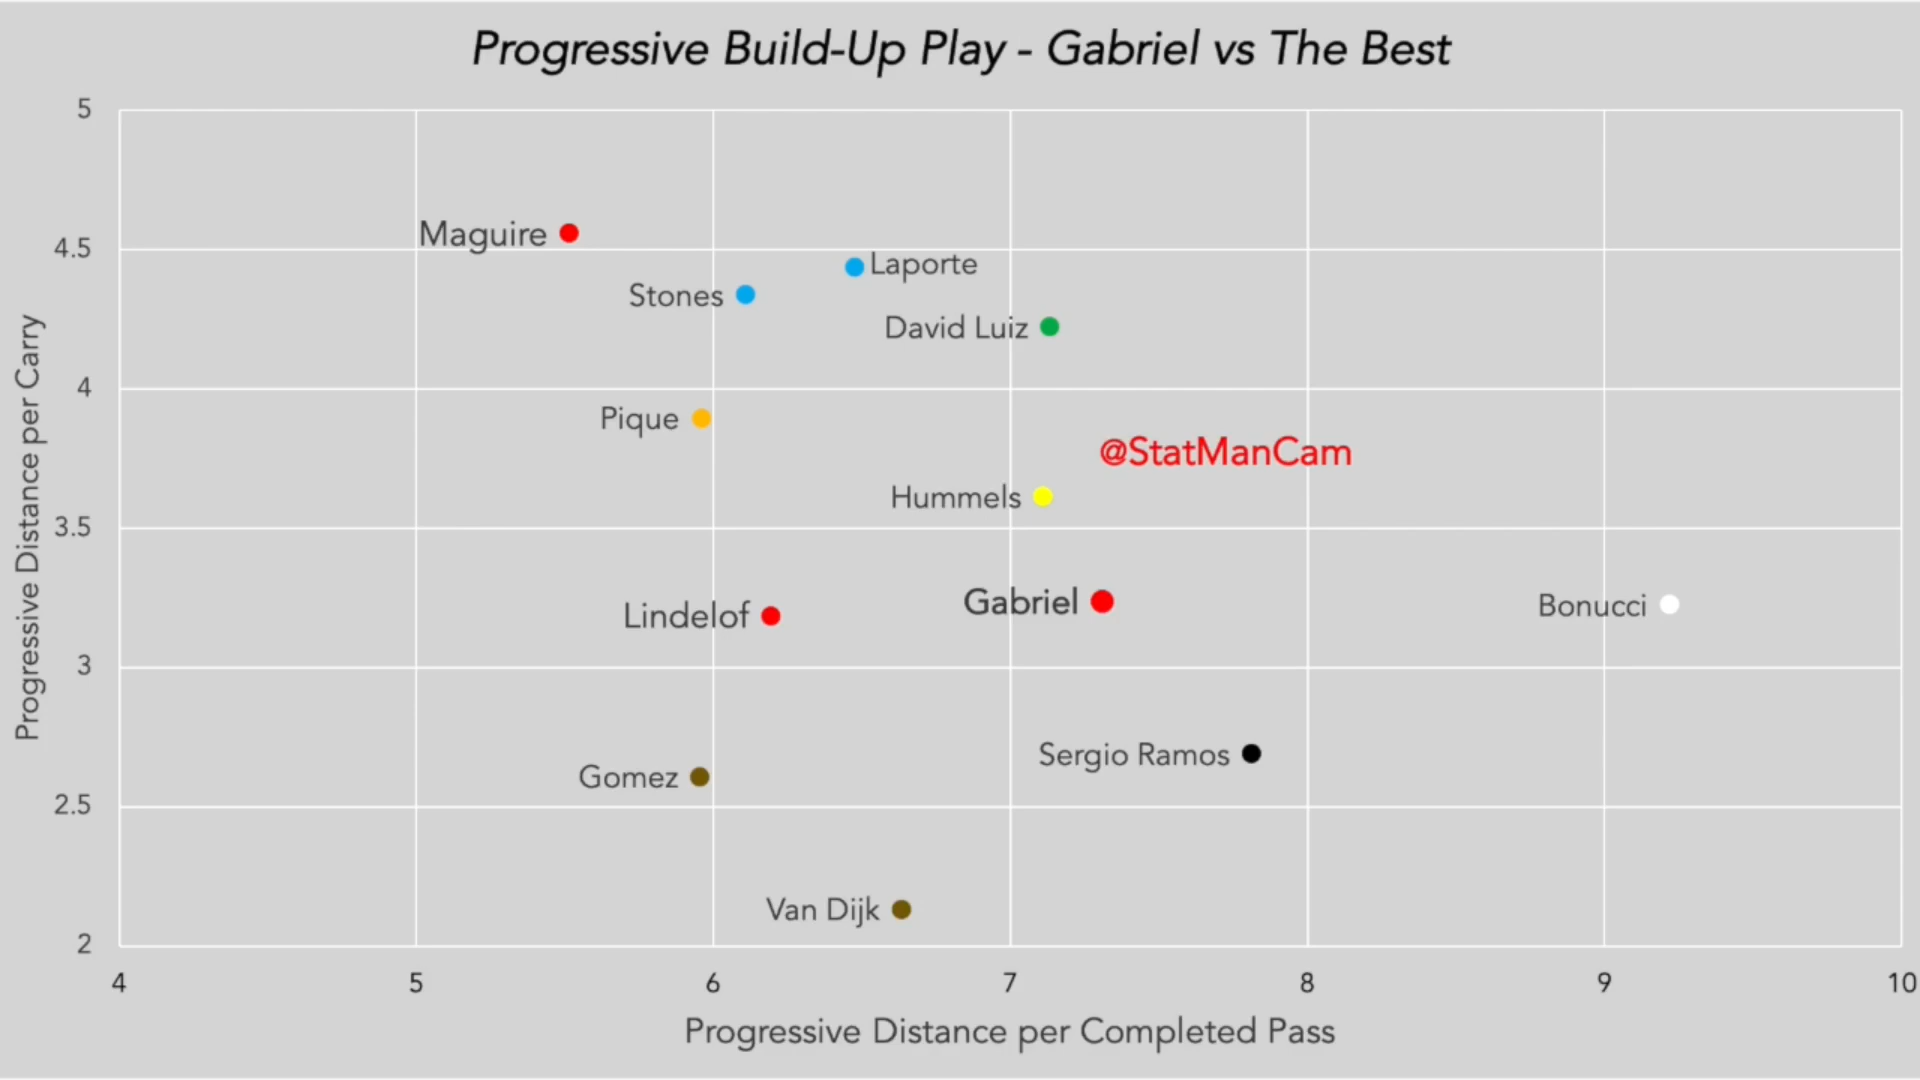 Progressive Build-Up Play - Gabriel vs The Best
5
Maguire
4.5
Laporte
Stones
David Luiz
4
Pique
@StatManCam
Hummels
3.5
Gabriel
Bonucci
Lindelof
3
Sergio Ramos
Gomez
2.5
Van Dijk
2
Progressive Distance per Carry
4 5 6 7 8 9 10
Progressive Distance per Completed Pass